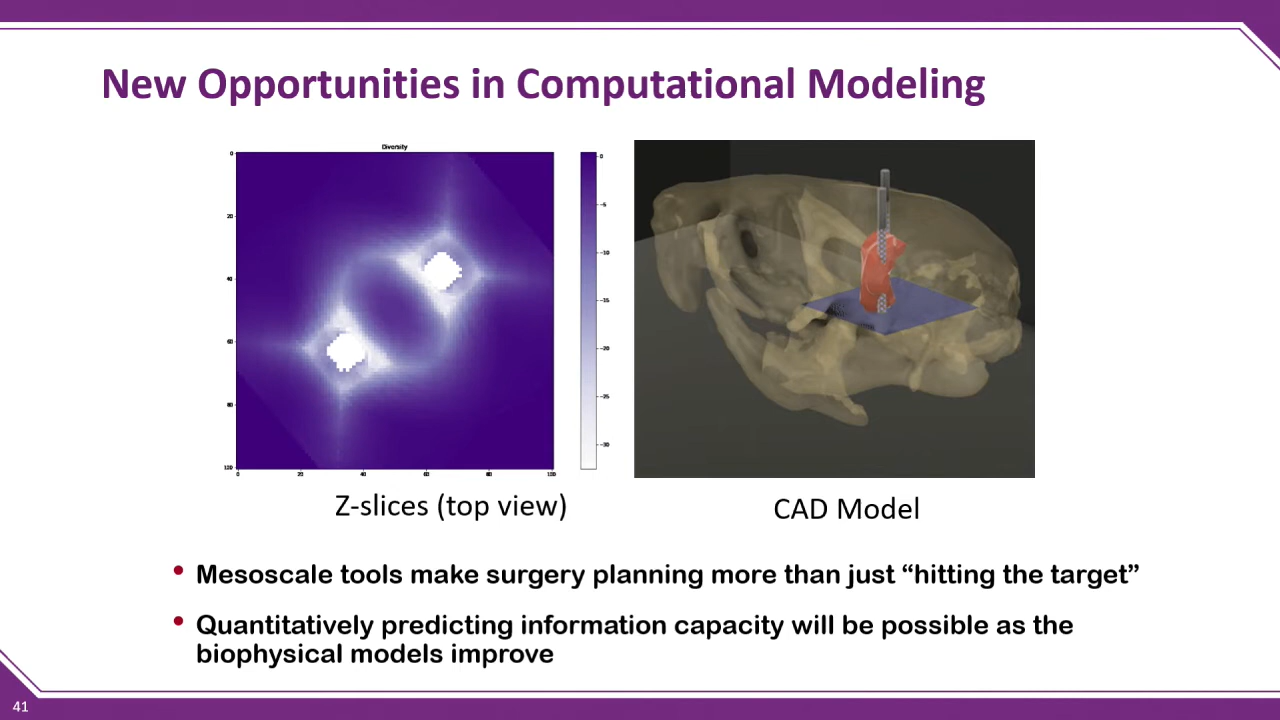 New Opportunities in Computational Modeling
Diversity
0
20
40
60
80
100
0
20
40
60
80
100
0
-5
-10
-15
-20
-25
-30
Z-slices (top view)
CAD Model
• Mesoscale tools make surgery planning more than just “hitting the target”
• Quantitatively predicting information capacity will be possible as the
biophysical models improve
41